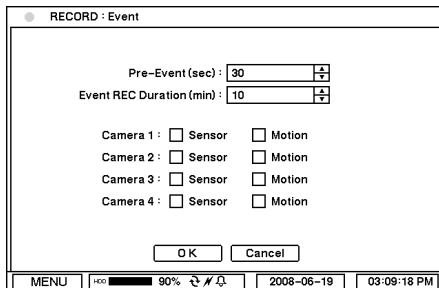 RECORD : Event
Pre-Event (sec) : 30
Event REC Duration (min) : 10
Camera 1 : Sensor Motion
Camera 2 : Sensor Motion
Camera 3 : Sensor Motion
Camera 4 : Sensor Motion
OK Cancel
MENU HDD 90% 2008-06-19 03:09:18 PM